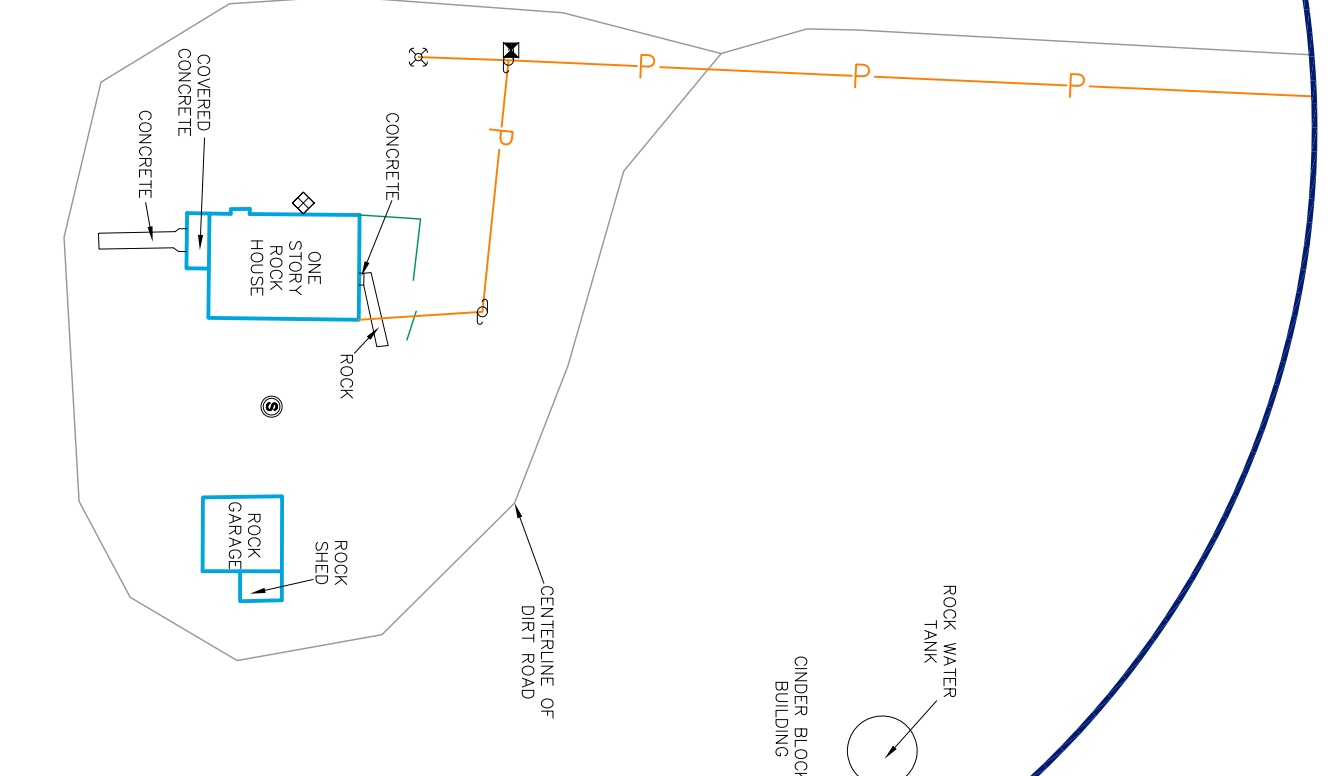 COVERED
CONCRETE
CONCRETE
CONCRETE
P
P
P
P
ONE
STORY
ROCK
HOUSE
ROCK
S
ROCK
GARAGE
ROCK
SHED
CENTERLINE OF
DIRT ROAD
ROCK WATER
TANK
CINDER BLOCK
BUILDING